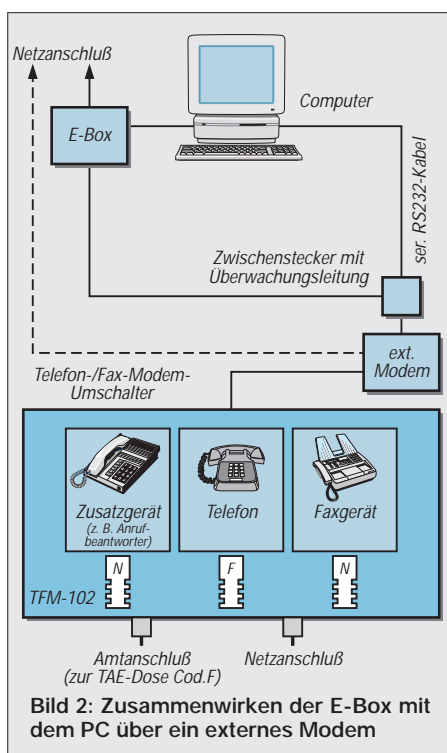 Netzanschluß
Computer
E-Box
ser. RS232-Kabel
Zwischenstecker mit
Überwachungsleitung
ext.
Modem
Telefon-/Fax-Modem-
Umschalter
Zusatzgerät
(z. B. Anruf-
beantworter)
Telefon
Faxgerät
N
F
N
TFM-102
Amtanschluß
(zur TAE-Dose Cod.F)
Netzanschluß
Bild 2: Zusammenwirken der E-Box mit
dem PC über ein externes Modem